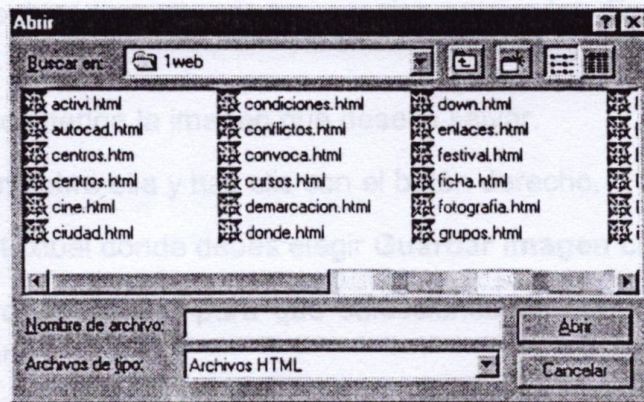 Abrir
Buscar en: 1web
activi.html condiciones.html down.html
autocad.html conflictos.html enlaces.html
centros.htm convoca.html festival.html
centros.html cursos.html ficha.html
cine.html demarcacion.html fotografia.html
ciudad.html donde.html grupos.html
Nombre de archivo: Abrir
Archivos de tipo: Archivos HTML Cancelar